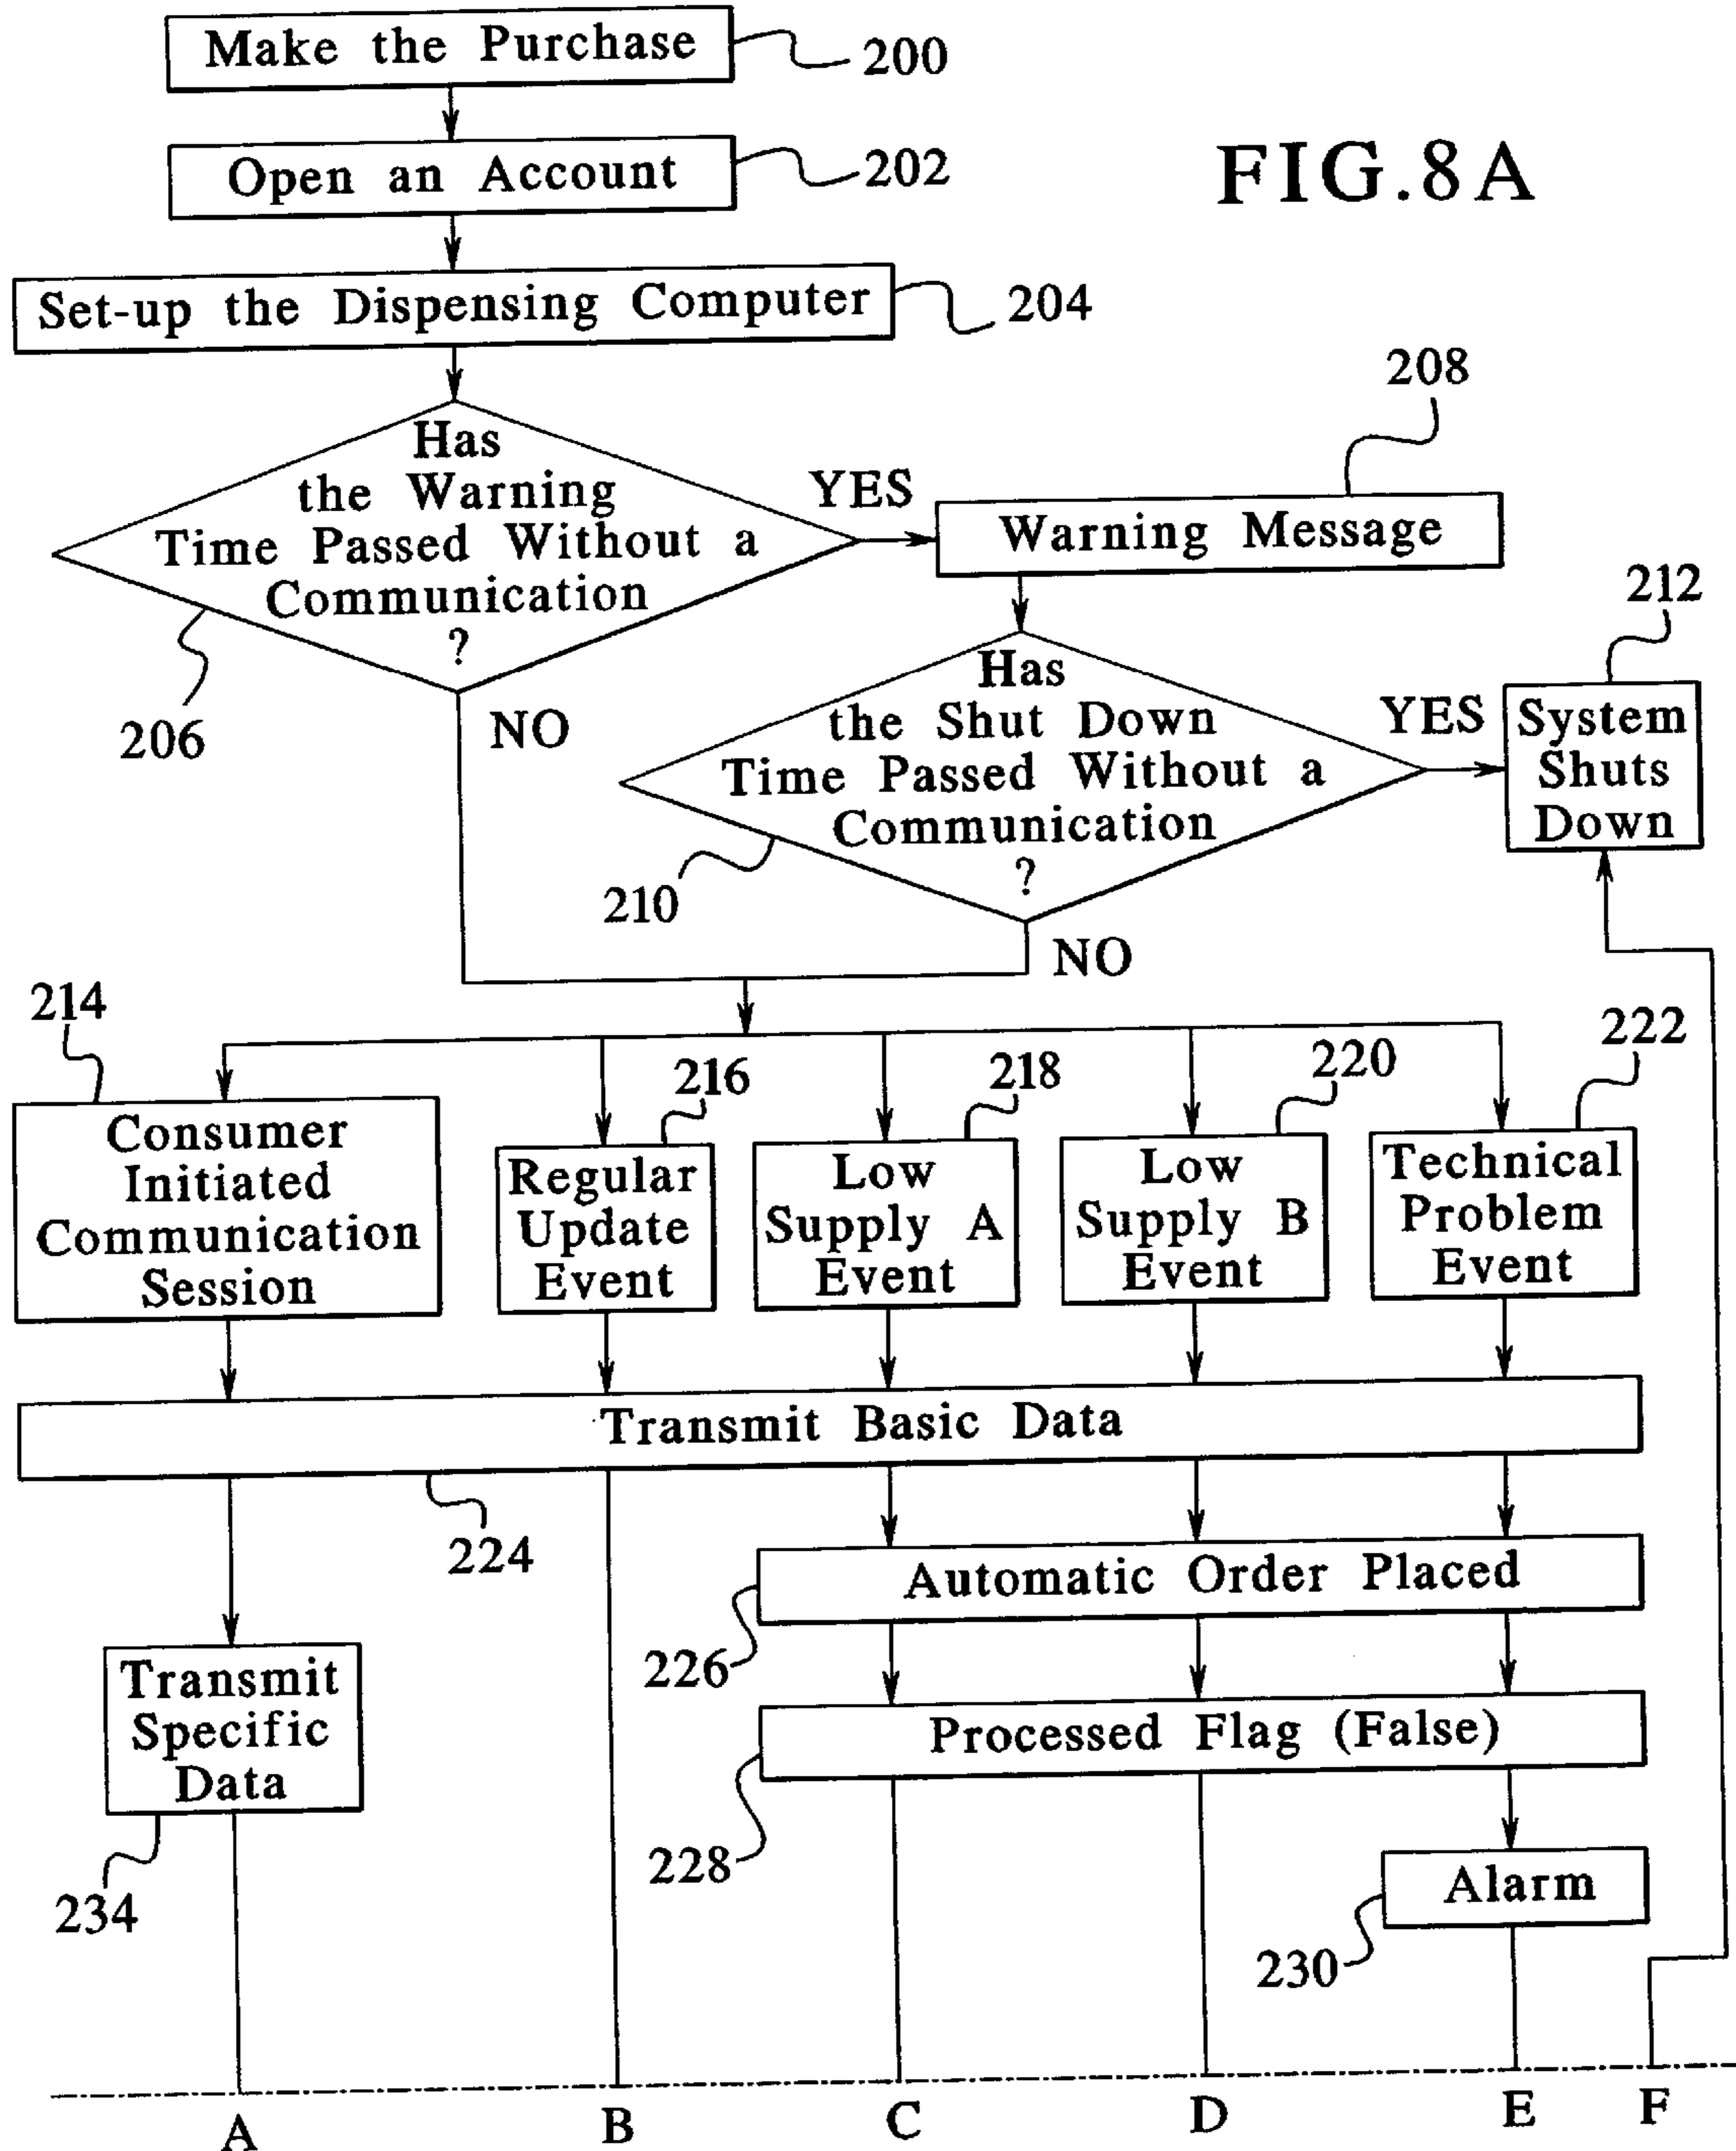 Make the Purchase
200
Open an Account
202
FIG.8A
Set-up the Dispensing Computer
204
208
Has
the Warning
Time Passed Without a
Communication
?
YES
Warning Message
206
NO
212
Has
the Shut Down
Time Passed Without a
Communication
?
YES
System
Shuts
Down
210
NO
214
216
218
220
222
Consumer
Initiated
Communication
Session
Regular
Update
Event
Low
Supply A
Event
Low
Supply B
Event
Technical
Problem
Event
Transmit Basic Data
224
Automatic Order Placed
226
Transmit
Specific
Data
Processed Flag (False)
228
234
Alarm
230
A
B
C
D
E
F